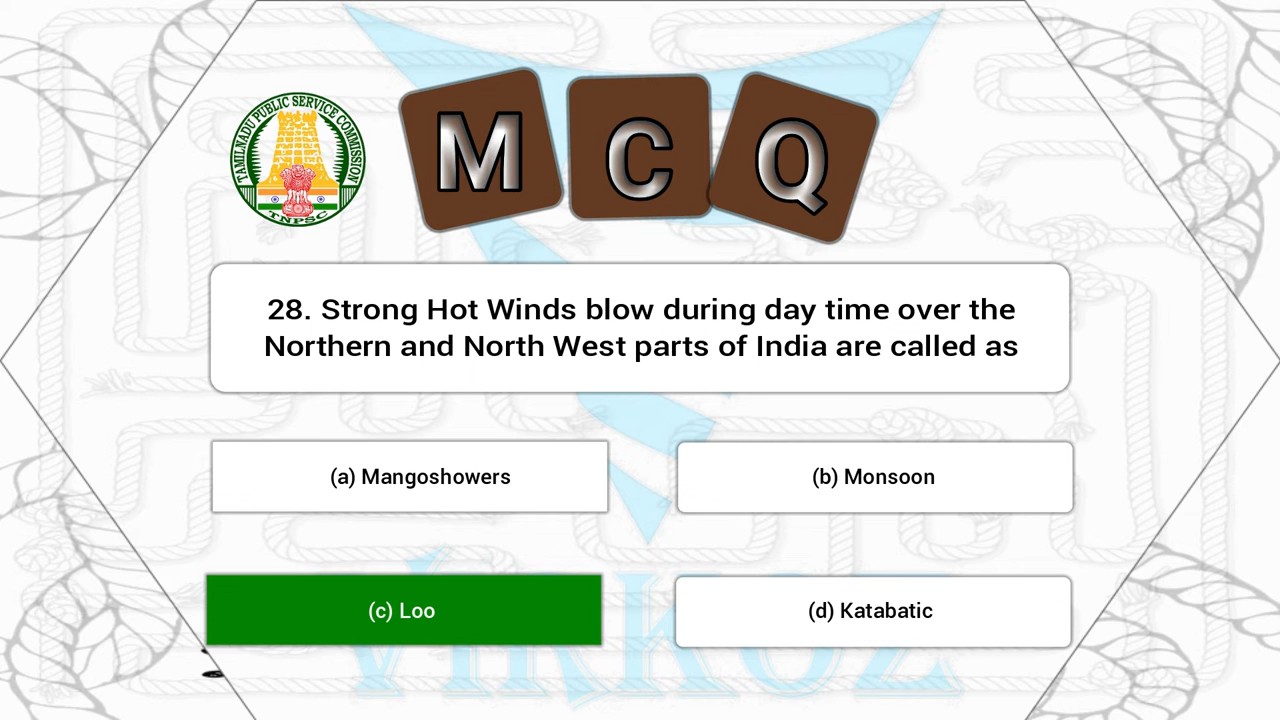 TAMILNADU PUBLIC SERVICE COMMISSION
TNPSC
M C Q
28. Strong Hot Winds blow during day time over the
Northern and North West parts of India are called as
(a) Mangoshowers
(b) Monsoon
(c) Loo
(d) Katabatic
VIRKOZ